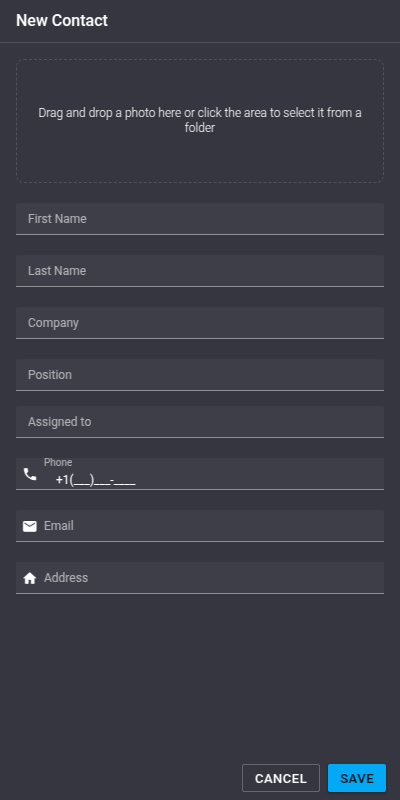 New Contact
Drag and drop a photo here or click the area to select it from a
folder
First Name
Last Name
Company
Position
Assigned to
Phone
+1(___)___-____
Email
Address
CANCEL
SAVE